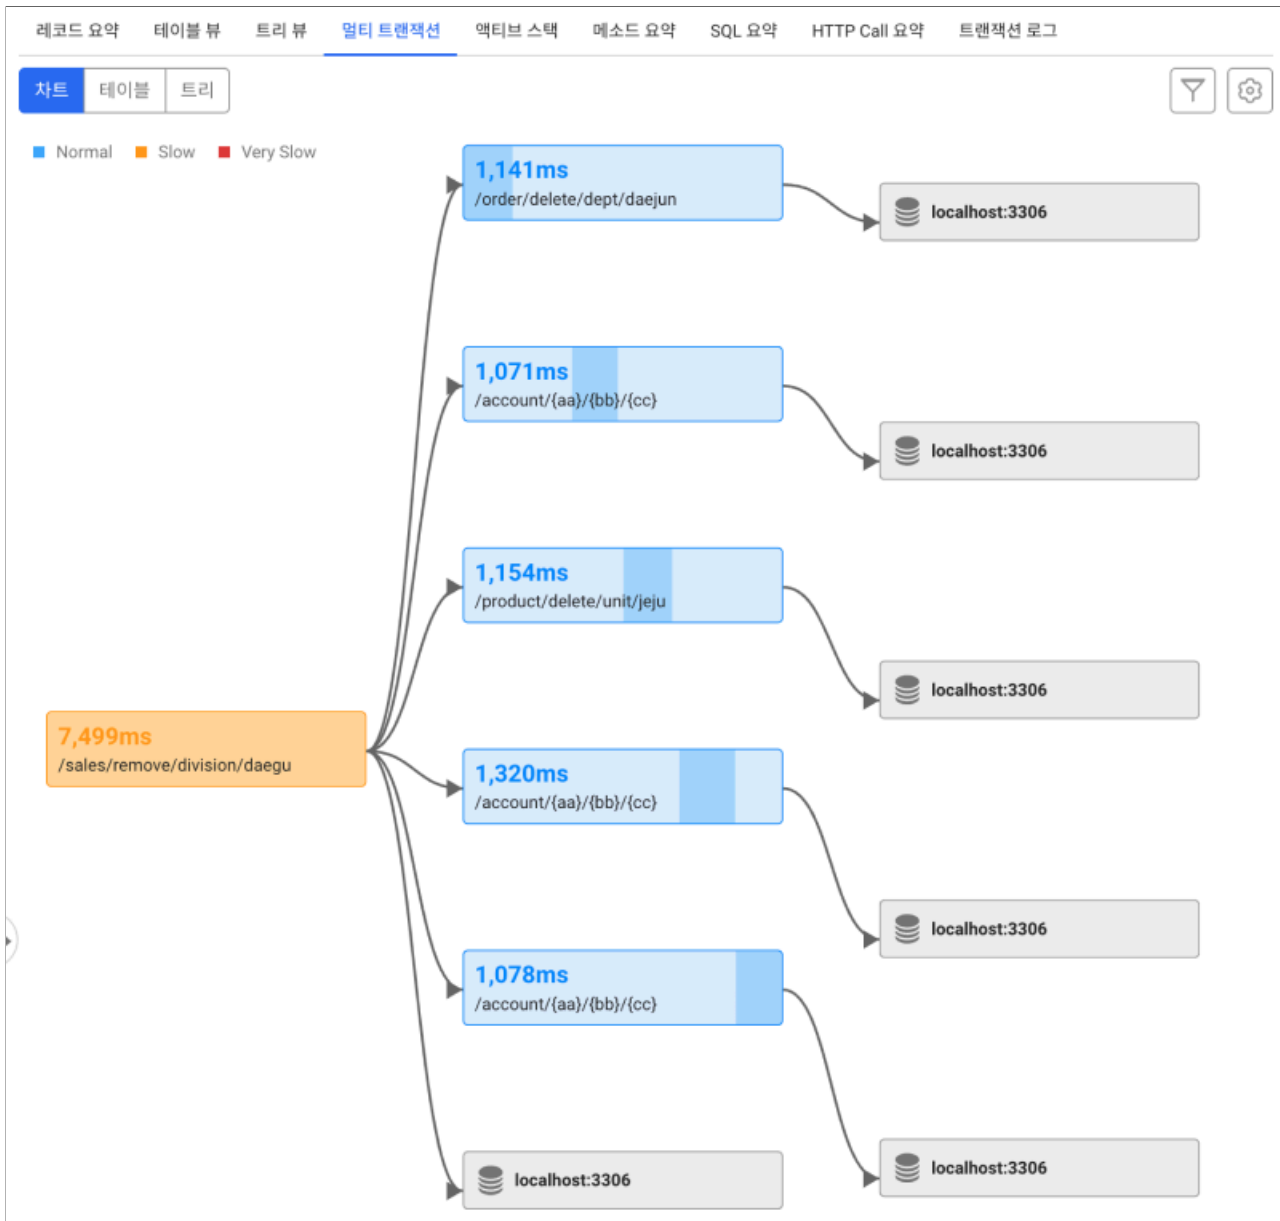 레코드 요약 테이블 뷰 트리 뷰 멀티 트랜잭션 액티브 스택 메소드 요약 SQL 요약 HTTP Call 요약 트랜잭션 로그
차트 테이블 트리
Normal Slow Very Slow
1,141ms
/order/delete/dept/daejun
localhost:3306
1,071ms
/account/{aa}/{bb}/{cc}
localhost:3306
1,154ms
/product/delete/unit/jeju
localhost:3306
7,499ms
/sales/remove/division/daegu
1,320ms
/account/{aa}/{bb}/{cc}
localhost:3306
1,078ms
/account/{aa}/{bb}/{cc}
localhost:3306
localhost:3306